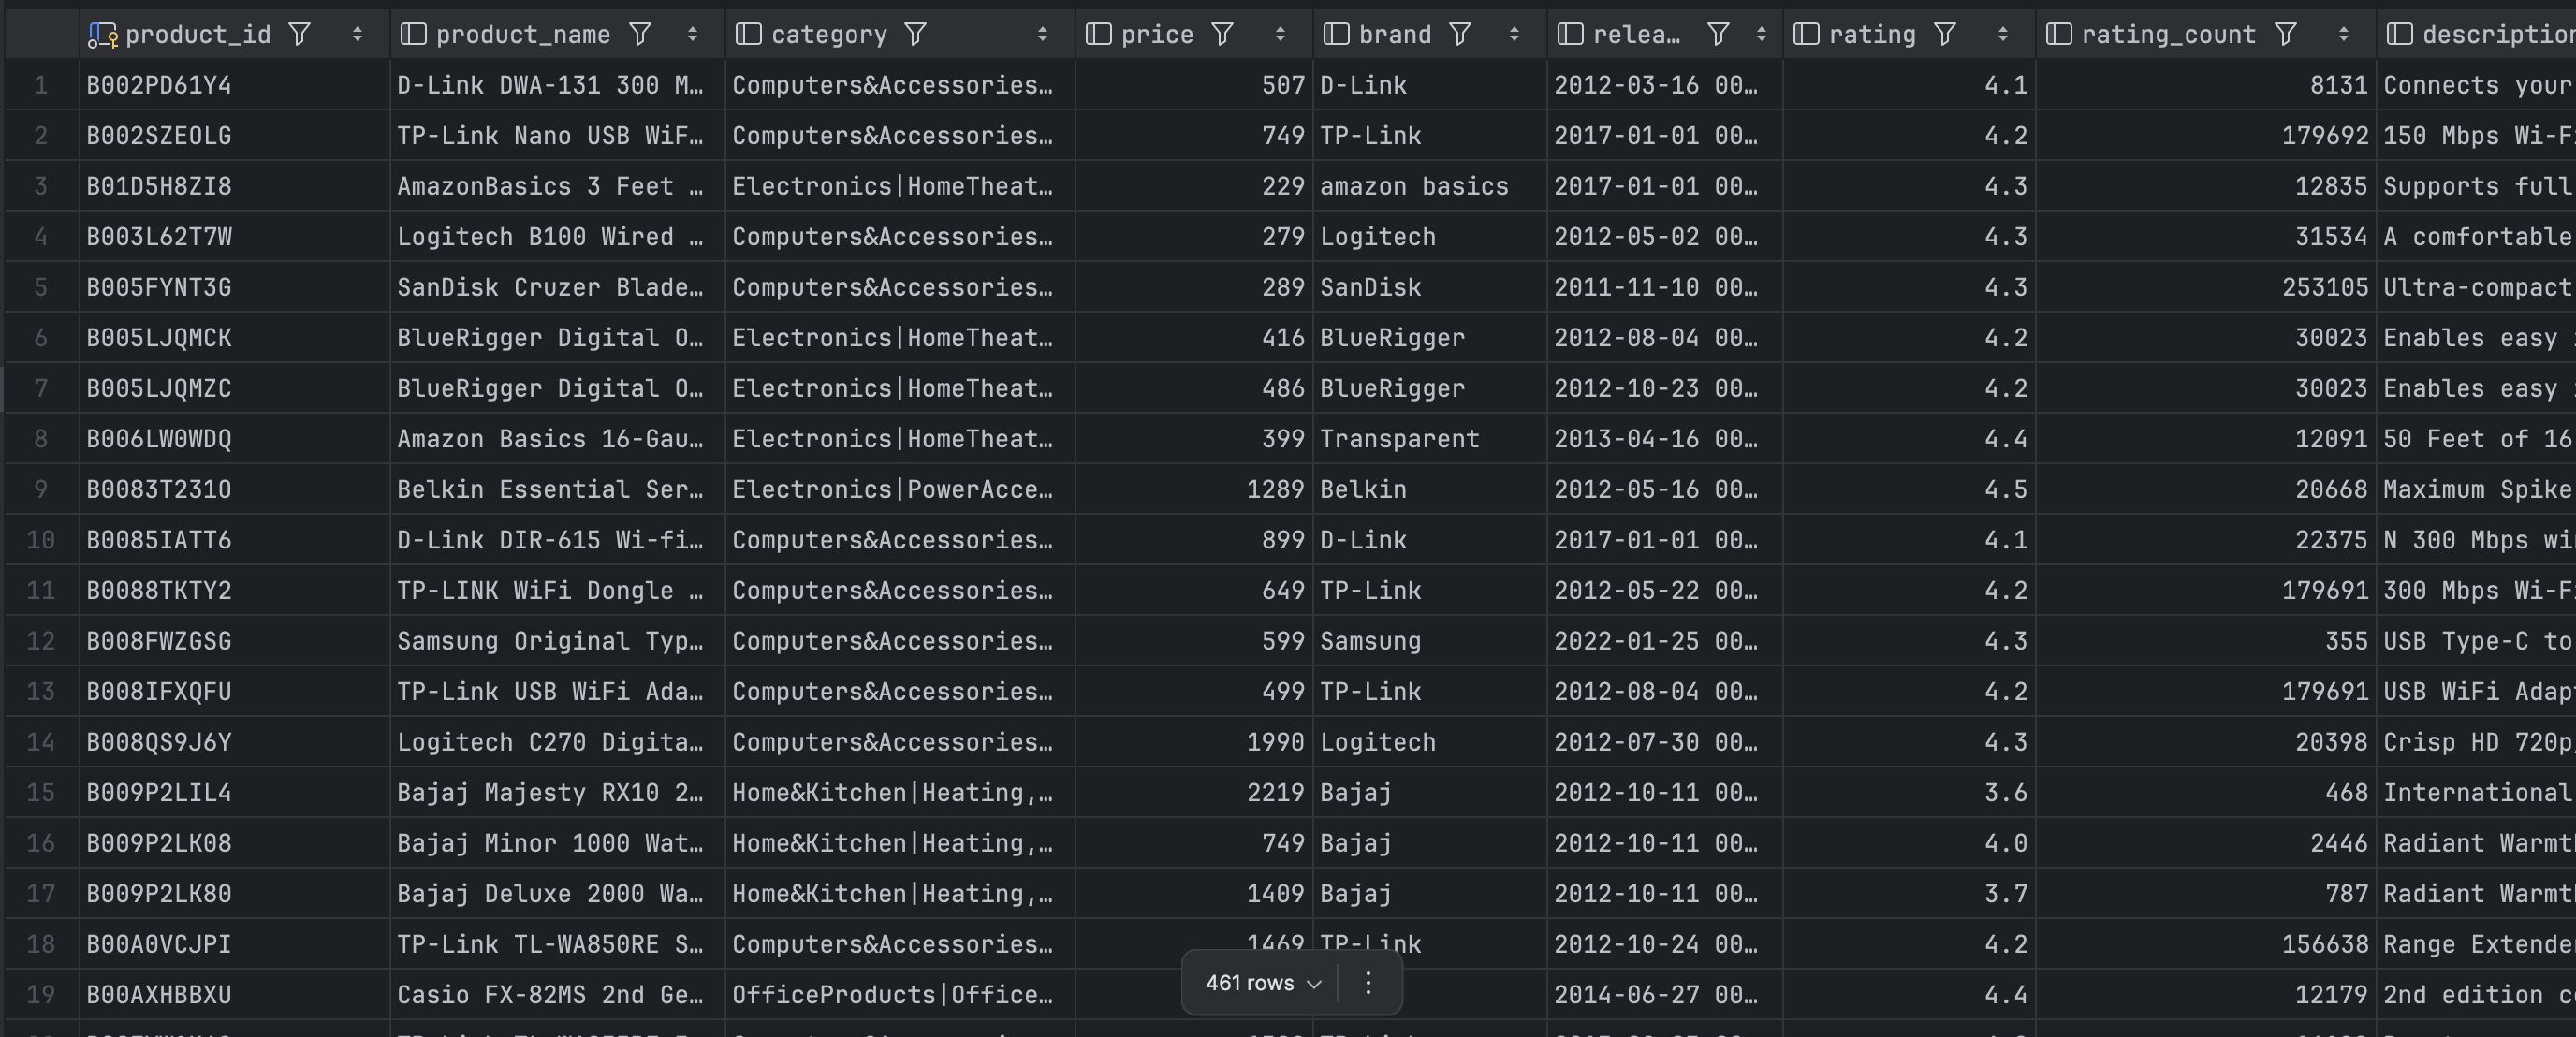 product_id product_name category price brand relea… rating rating_count description
1 B002PD61Y4 D-Link DWA-131 300 M… Computers&Accessories… 507 D-Link 2012-03-16 00… 4.1 8131 Connects your
2 B002SZEOLG TP-Link Nano USB WiF… Computers&Accessories… 749 TP-Link 2017-01-01 00… 4.2 179692 150 Mbps Wi-F
3 B01D5H8ZI8 AmazonBasics 3 Feet … Electronics|HomeTheat… 229 amazon basics 2017-01-01 00… 4.3 12835 Supports full
4 B003L62T7W Logitech B100 Wired … Computers&Accessories… 279 Logitech 2012-05-02 00… 4.3 31534 A comfortable
5 B005FYNT3G SanDisk Cruzer Blade… Computers&Accessories… 289 SanDisk 2011-11-10 00… 4.3 253105 Ultra-compact
6 B005LJQMCK BlueRigger Digital O… Electronics|HomeTheat… 416 BlueRigger 2012-08-04 00… 4.2 30023 Enables easy
7 B005LJQMZC BlueRigger Digital O… Electronics|HomeTheat… 486 BlueRigger 2012-10-23 00… 4.2 30023 Enables easy
8 B006LW0WDQ Amazon Basics 16-Gau… Electronics|HomeTheat… 399 Transparent 2013-04-16 00… 4.4 12091 50 Feet of 16
9 B0083T231O Belkin Essential Ser… Electronics|PowerAcce… 1289 Belkin 2012-05-16 00… 4.5 20668 Maximum Spike
10 B0085IATT6 D-Link DIR-615 Wi-fi… Computers&Accessories… 899 D-Link 2017-01-01 00… 4.1 22375 N 300 Mbps wi
11 B0088TKTY2 TP-LINK WiFi Dongle … Computers&Accessories… 649 TP-Link 2012-05-22 00… 4.2 179691 300 Mbps Wi-F
12 B008FWZGSG Samsung Original Typ… Computers&Accessories… 599 Samsung 2022-01-25 00… 4.3 355 USB Type-C to
13 B008IFXQFU TP-Link USB WiFi Ada… Computers&Accessories… 499 TP-Link 2012-08-04 00… 4.2 179691 USB WiFi Adap
14 B008QS9J6Y Logitech C270 Digita… Computers&Accessories… 1990 Logitech 2012-07-30 00… 4.3 20398 Crisp HD 720p
15 B009P2LIL4 Bajaj Majesty RX10 2… Home&Kitchen|Heating,… 2219 Bajaj 2012-10-11 00… 3.6 468 International
16 B009P2LK08 Bajaj Minor 1000 Wat… Home&Kitchen|Heating,… 749 Bajaj 2012-10-11 00… 4.0 2446 Radiant Warmt
17 B009P2LK80 Bajaj Deluxe 2000 Wa… Home&Kitchen|Heating,… 1409 Bajaj 2012-10-11 00… 3.7 787 Radiant Warmt
18 B00A0VCJPI TP-Link TL-WA850RE S… Computers&Accessories… 1469 TP-Link 2012-10-24 00… 4.2 156638 Range Extende
19 B00AXHBBXU Casio FX-82MS 2nd Ge… OfficeProducts|Office… 2014-06-27 00… 4.4 12179 2nd edition c
461 rows